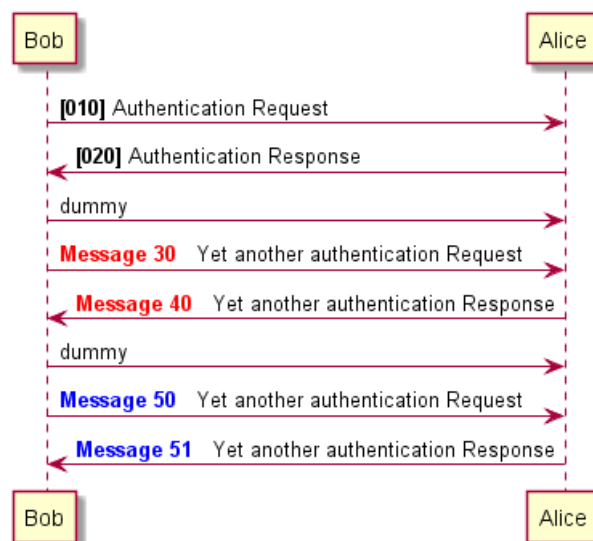 Bob Alice
[010] Authentication Request
[020] Authentication Response
dummy
Message 30 Yet another authentication Request
Message 40 Yet another authentication Response
dummy
Message 50 Yet another authentication Request
Message 51 Yet another authentication Response
Bob Alice